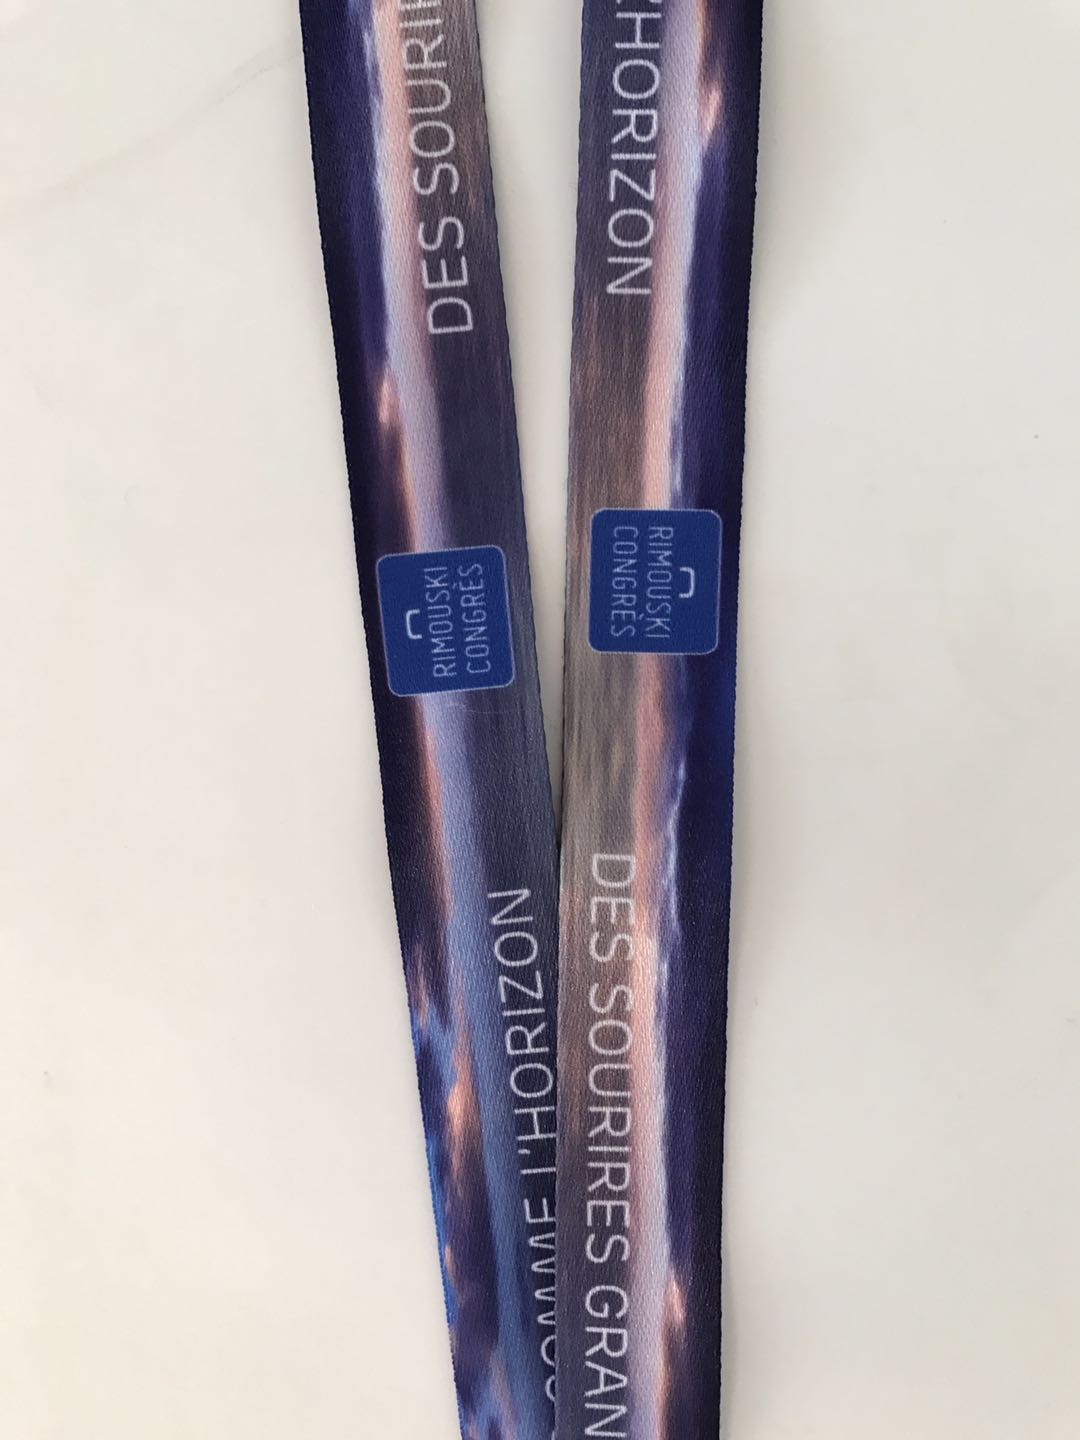 DES SOURI
RIMOUSKI
CONGRÈS
COMME l'HORIZON
'HORIZON
RIMOUSKI
CONGRÈS
DES SOURIRES GRAN